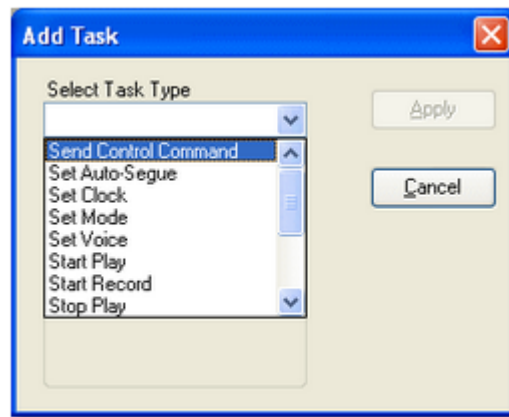 Add Task
Select Task Type
Apply
Send Control Command
Set Auto-Segue
Set Clock
Set Mode
Set Voice
Start Play
Start Record
Stop Play
Cancel